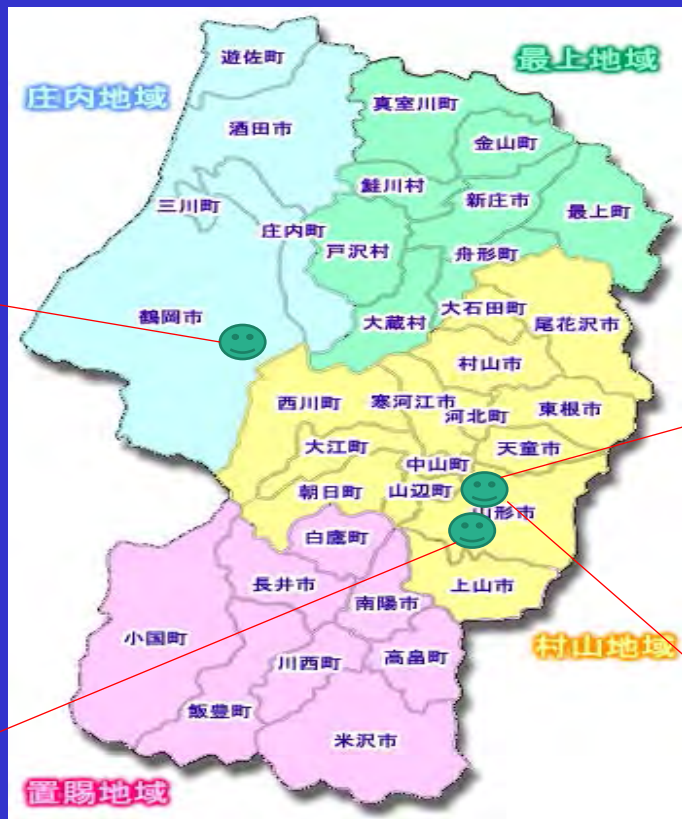 遊佐町
最上地域
庄内地域
真室川町
酒田市
金山町
鮭川村
新庄市
三川町
最上町
庄内町
戸沢村
舟形町
鶴岡市
大蔵村
大石田町
尾花沢市
村山市
西川町
寒河江市
河北町
東根市
大江町
天童市
中山町
朝日町
山辺町
山形市
白鷹町
長井市
上山市
南陽市
小国町
村山地域
川西町
高畠町
飯豊町
米沢市
置賜地域